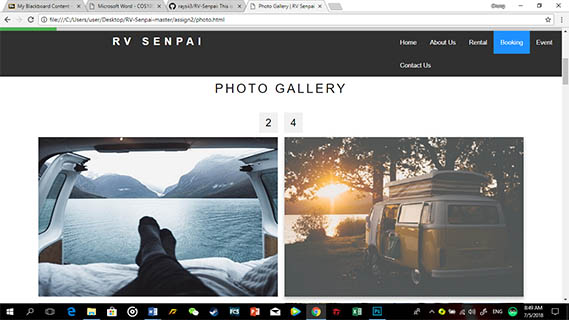 My Blackboard Content -
Microsoft Word - COS10
rayski3/RV-Senpai: This i
Photo Gallery | RV Senpai
file:///C:/Users/user/Desktop/RV-Senpai-master/assign2/photo.html
RV SENPAI
Home About Us Rental Booking Event
Contact Us
PHOTO GALLERY
2 4
ENG
8:49 AM
7/5/2018